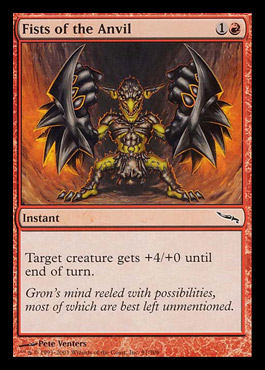 Fists of the Anvil 1
Instant
Target creature gets +4/+0 until
end of turn.
Gron's mind reeled with possibilities,
most of which are best left unmentioned.
Pete Venters